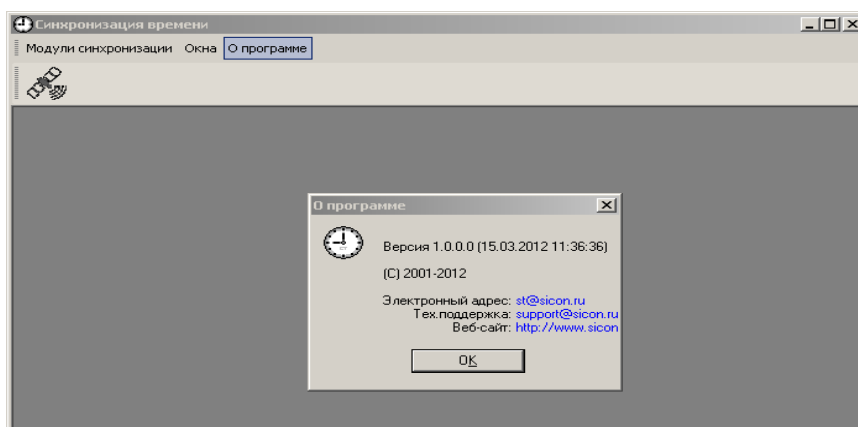 Синхронизация времени
Модули синхронизации Окна О программе
О программе
Версия 1.0.0.0 (15.03.2012 11:36:36)
(C) 2001-2012
Электронный адрес: st@sicon.ru
Тех.поддержка: support@sicon.ru
Веб-сайт: http://www.sicon
OK